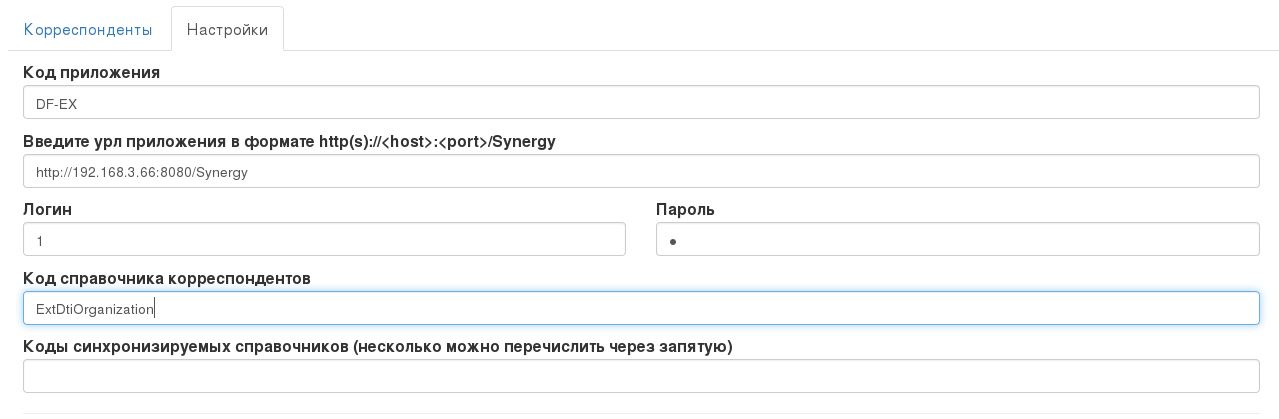 Корреспонденты Настройки
Код приложения
DF-EX
Введите урл приложения в формате http(s)://<host>:<port>/Synergy
http://192.168.3.66:8080/Synergy
Логин Пароль
1 •
Код справочника корреспондентов
ExtDtiOrganization
Коды синхронизируемых справочников (несколько можно перечислить через запятую)